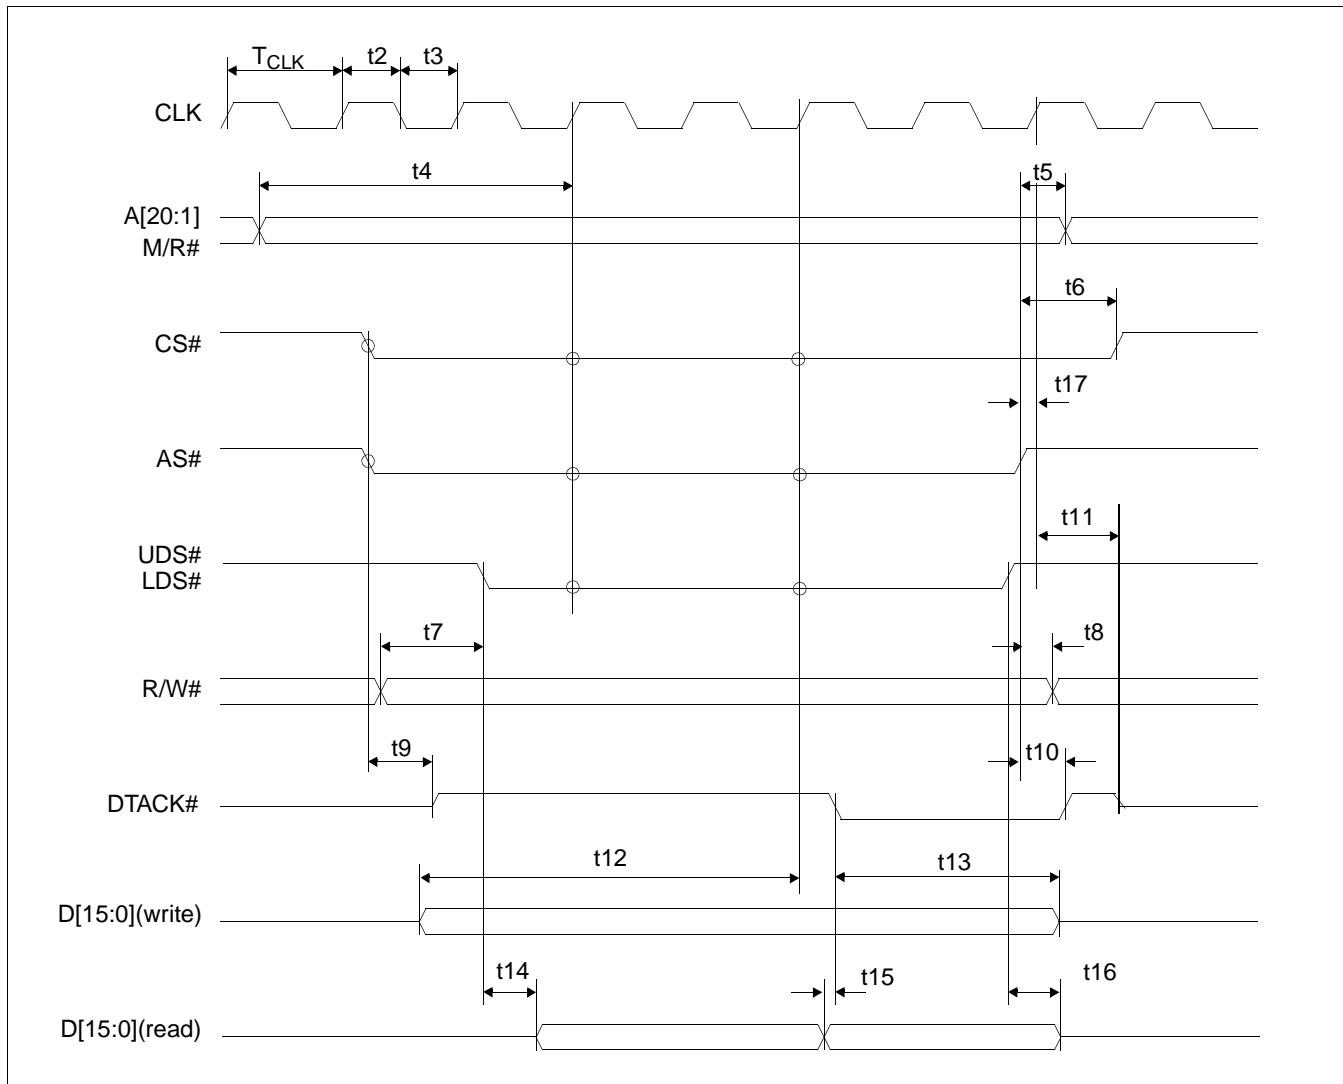 TCLK t2 t3
CLK
t4 t5
A[20:1]
M/R#
t6
CS#
t17
AS#
t11
UDS#
LDS#
t7 t8
R/W#
t9 t10
DTACK#
t12 t13
D[15:0](write)
t14 t15 t16
D[15:0](read)